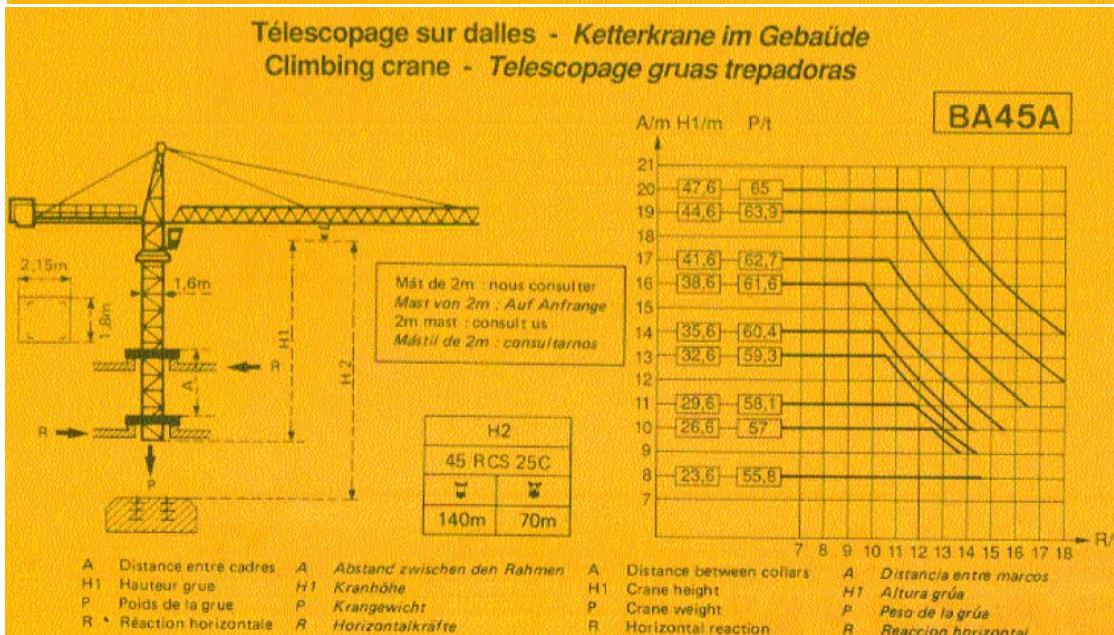 Télescopage sur dalles - Ketterkrane im Gebaüde
Climbing crane - Telescopage gruas trepadoras
BA45A
A/m H1/m P/t
21
20 47,6 65
19 44,6 63,9
18
17 41,6 62,7
16 38,6 61,6
15
14 35,6 60,4
13 32,6 59,3
12
11 29,6 58,1
10 26,6 57
9
8 23,6 55,8
7
7 8 9 10 11 12 13 14 15 16 17 18
R/
2,15m
1,8m
1,6m
H1
H2
A
R
R
P
Mât de 2m : nous consulter
Mast von 2m : Auf Anfrange
2m mast : consult us
Mástil de 2m : consultarnos
H2
45 RCS 25C
140m 70m
A Distance entre cadres
H1 Hauteur grue
P Poids de la grue
R Réaction horizontale
A Abstand zwischen den Rahmen
H1 Kranhöhe
P Krangewicht
R Horizontalkräfte
A Distance between collars
H1 Crane height
P Crane weight
R Horizontal reaction
A Distancia entre marcos
H1 Altura grúa
P Peso de la grúa
R Reaccion horizontal